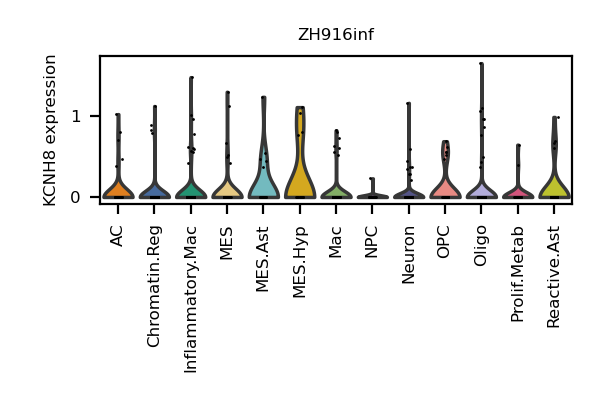 ZH916inf
KCNH8 expression
1
0
AC
Chromatin.Reg
Inflammatory.Mac
MES
MES.Ast
MES.Hyp
Mac
NPC
Neuron
OPC
Oligo
Prolif.Metab
Reactive.Ast